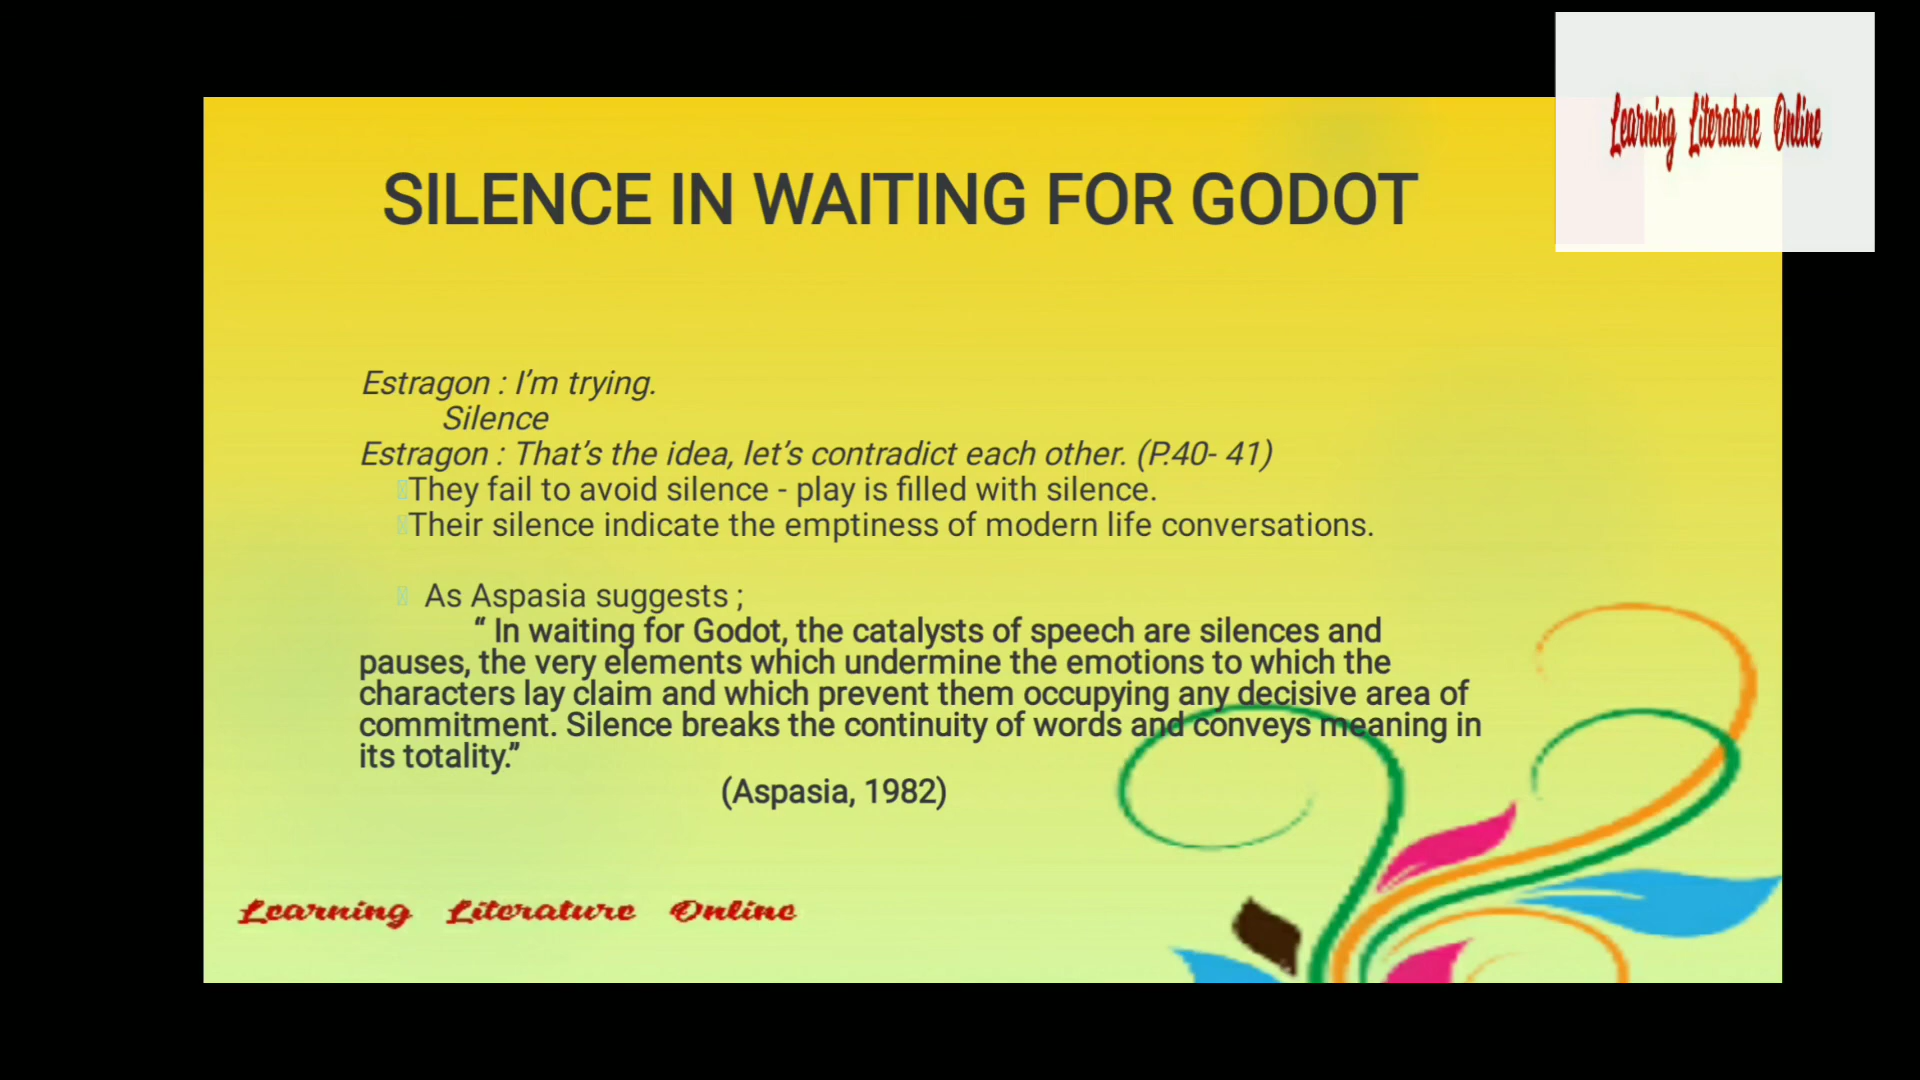 Learning Literature Online
SILENCE IN WAITING FOR GODOT
Estragon : I’m trying.
Silence
Estragon : That’s the idea, let’s contradict each other. (P.40- 41)
They fail to avoid silence - play is filled with silence.
Their silence indicate the emptiness of modern life conversations.
As Aspasia suggests ;
“ In waiting for Godot, the catalysts of speech are silences and
pauses, the very elements which undermine the emotions to which the
characters lay claim and which prevent them occupying any decisive area of
commitment. Silence breaks the continuity of words and conveys meaning in
its totality.”
(Aspasia, 1982)
Learning Literature Online